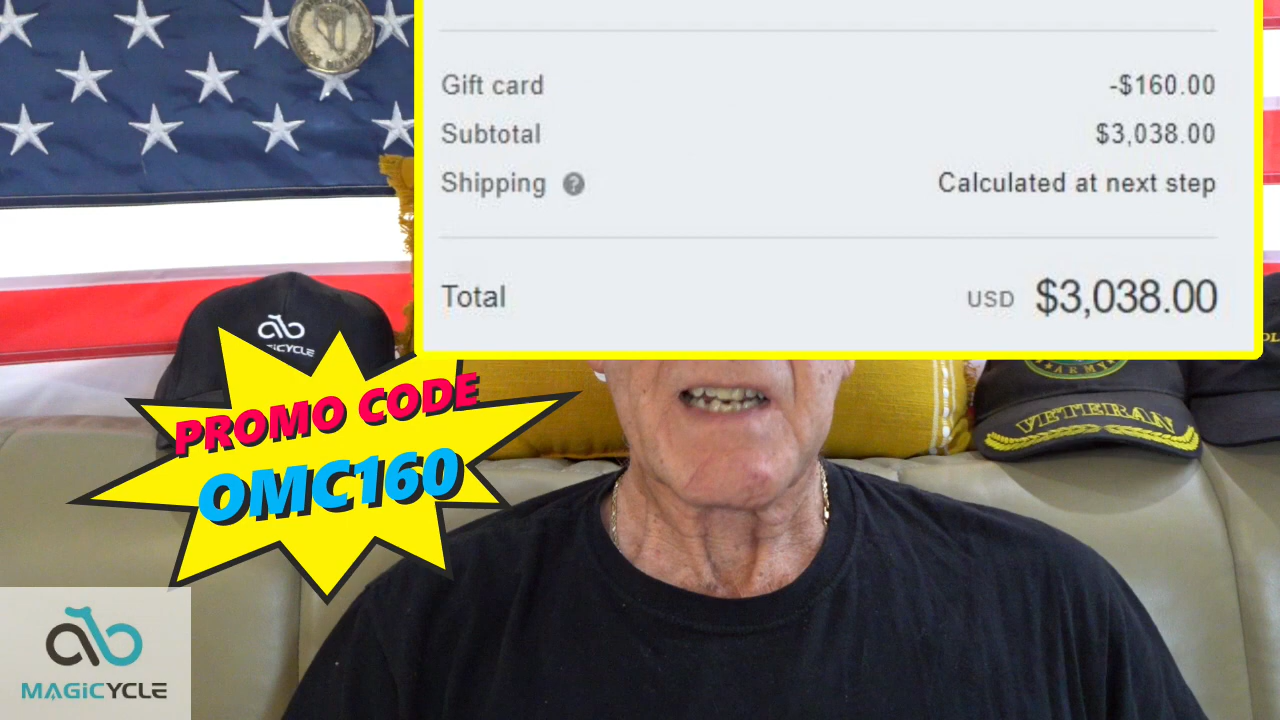 Gift card -$160.00
Subtotal $3,038.00
Shipping ? Calculated at next step
Total USD $3,038.00
PROMO CODE
OMC160
ARMY
VETERAN
MAGiCYCLE